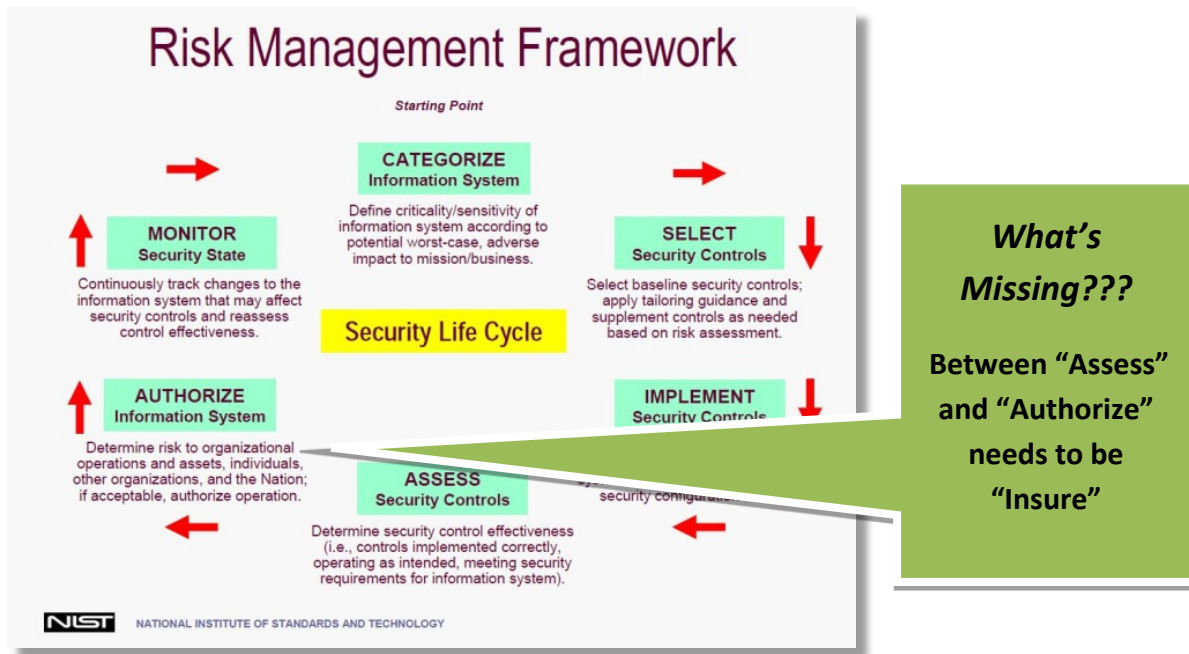 Risk Management Framework
Starting Point
CATEGORIZE
Information System
Define criticality/sensitivity of
information system according to
potential worst-case, adverse
impact to mission/business.
MONITOR
Security State
Continuously track changes to the
information system that may affect
security controls and reassess
control effectiveness.
SELECT
Security Controls
Select baseline security controls;
apply tailoring guidance and
supplement controls as needed
based on risk assessment.
Security Life Cycle
AUTHORIZE
Information System
Determine risk to organizational
operations and assets, individuals,
other organizations, and the Nation;
if acceptable, authorize operation.
IMPLEMENT
Security Controls
security
ASSESS
Security Controls
Determine security control effectiveness
(i.e., controls implemented correctly,
operating as intended, meeting security
requirements for information system).
NIST
NATIONAL INSTITUTE OF STANDARDS AND TECHNOLOGY
What's
Missing???
Between “Assess”
and “Authorize”
needs to be
“Insure”